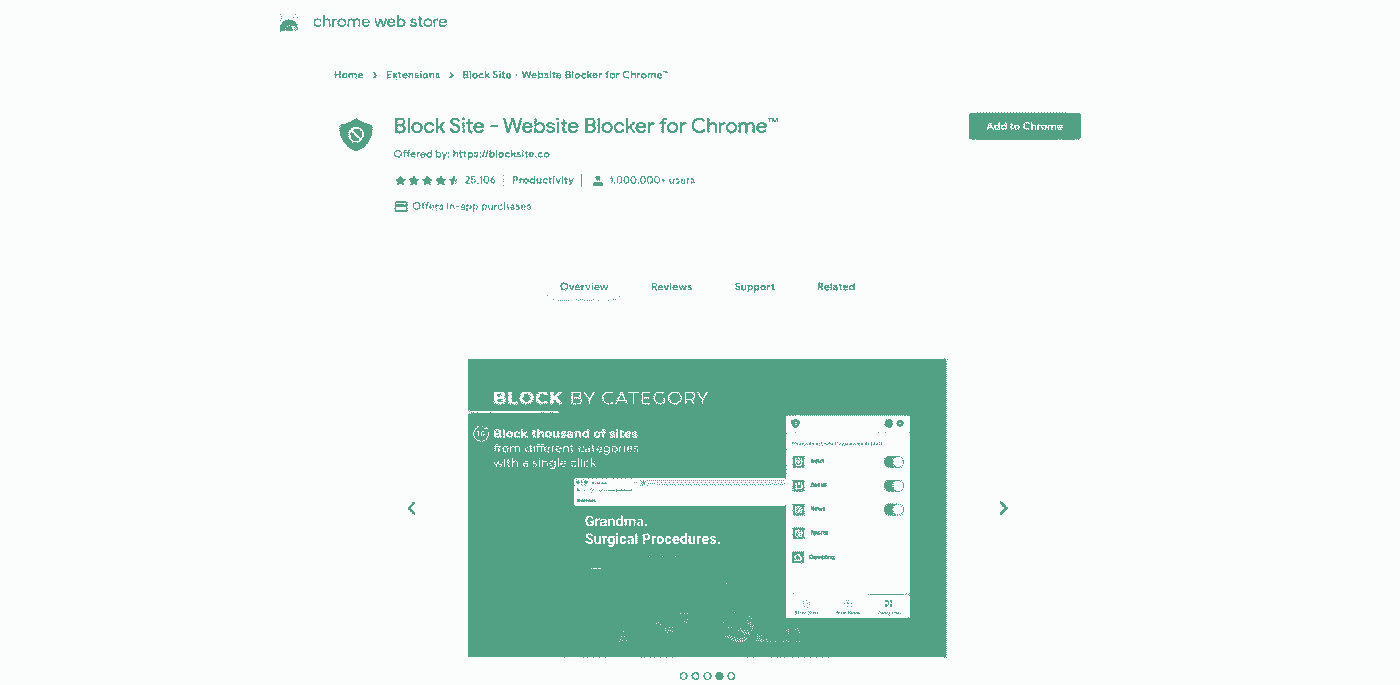 chrome web store
Home > Extensions > Block Site - Website Blocker for Chrome™
Block Site - Website Blocker for Chrome™
Add to Chrome
Offered by: https://blocksite.co
25,106 | Productivity | 1,000,000+ users
Offers in-app purchases
Overview Reviews Support Related
BLOCK BY CATEGORY
Block thousand of sites
from different categories
with a single click
Grandma.
Surgical Procedures.
News
Sports
Gambling